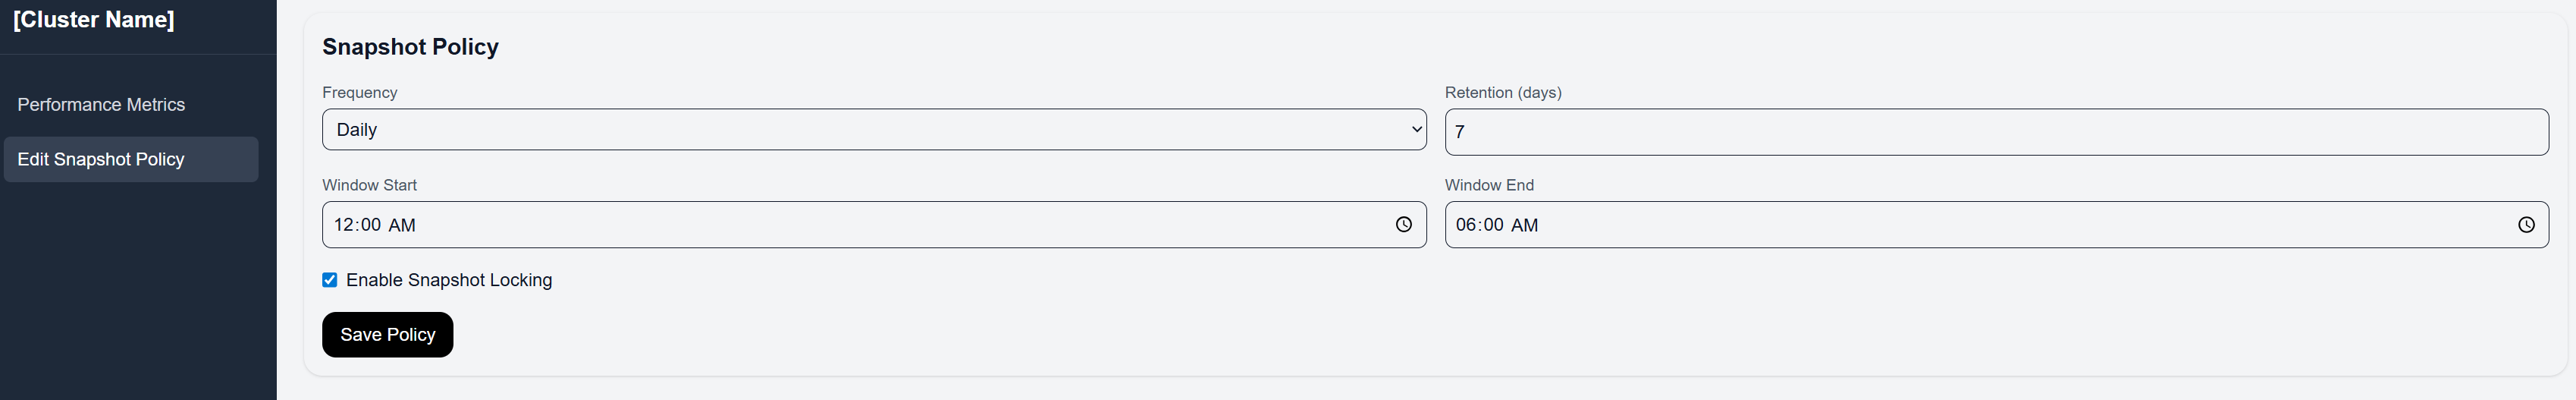 [Cluster Name]
Performance Metrics
Edit Snapshot Policy
Snapshot Policy
Frequency
Daily
Retention (days)
7
Window Start
12:00 AM
Window End
06:00 AM
Enable Snapshot Locking
Save Policy